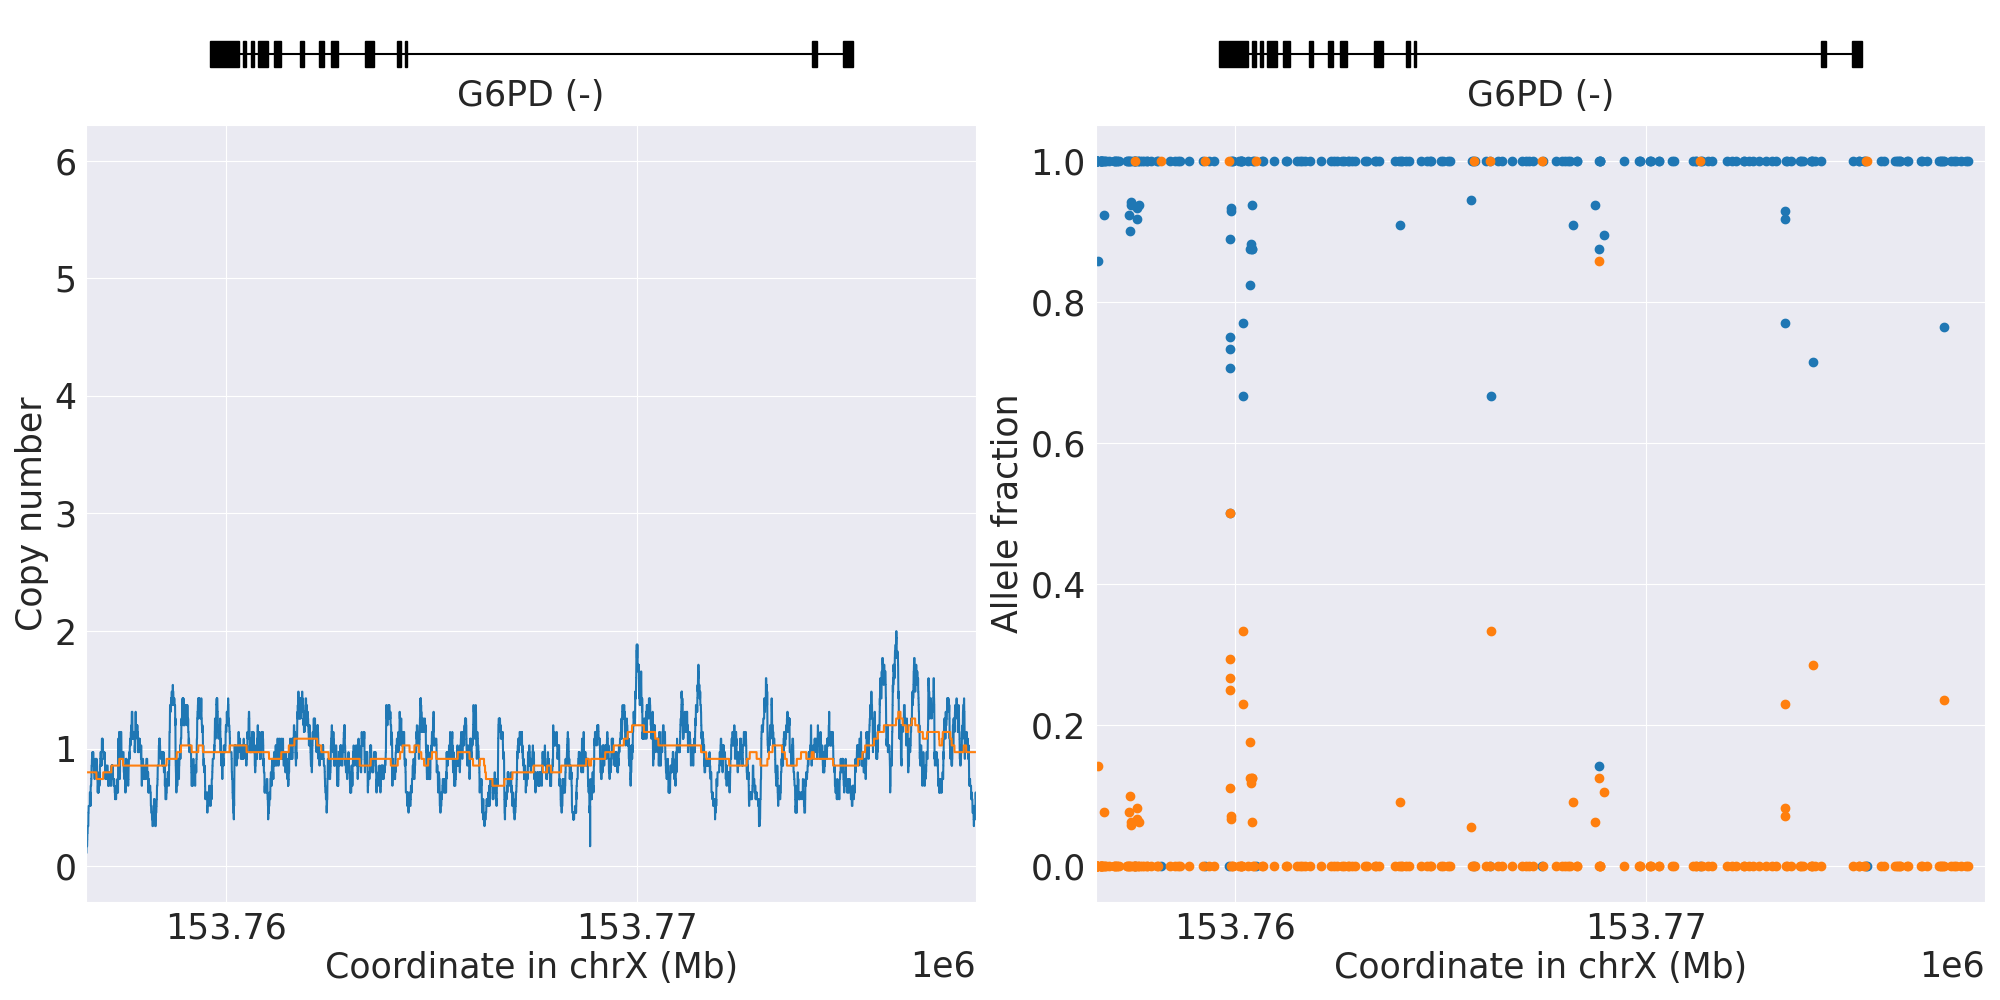 G6PD (-)
6
5
4
3
2
1
0
Copy number
153.76
153.77
Coordinate in chrX (Mb)
1e6
G6PD (-)
1.0
0.8
0.6
0.4
0.2
0.0
Allele fraction
153.76
153.77
Coordinate in chrX (Mb)
1e6